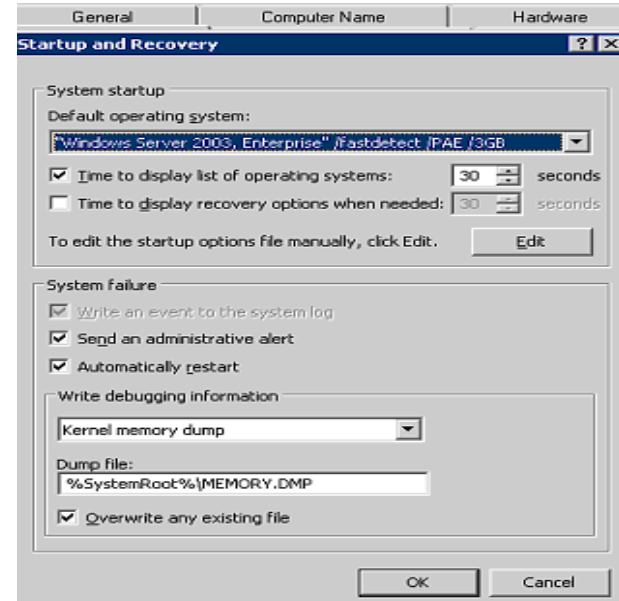 General Computer Name Hardware
Startup and Recovery
System startup
Default operating system:
"Windows Server 2003, Enterprise" /fastdetect /PAE /3GB
Time to display list of operating systems: 30 seconds
Time to display recovery options when needed: 30 seconds
To edit the startup options file manually, click Edit. Edit
System failure
Write an event to the system log
Send an administrative alert
Automatically restart
Write debugging information
Kernel memory dump
Dump file:
%SystemRoot%\MEMORY.DMP
Overwrite any existing file
OK Cancel